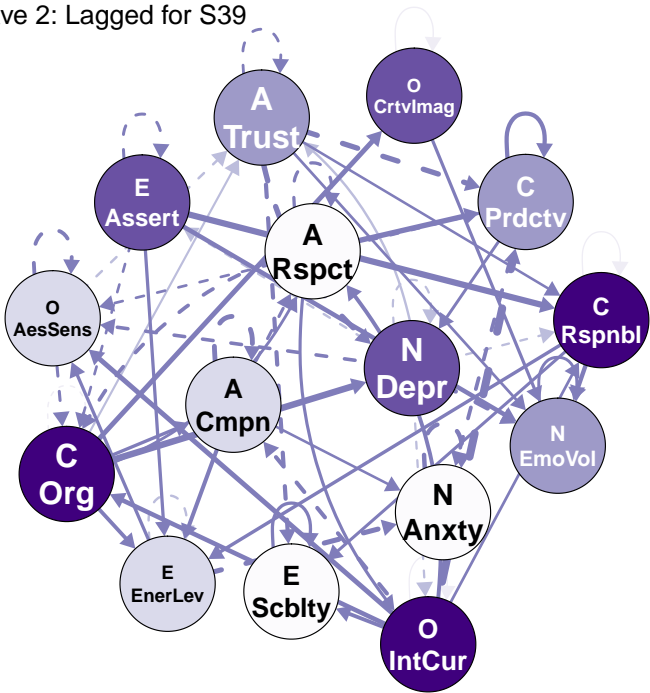 ve 2: Lagged for S39
O
CrtvImag
A
Trust
C
Prdctv
E
Assert
A
Rspct
O
AesSens
C
Rspnbl
N
Depr
A
Cmpn
N
EmoVol
C
Org
N
Anxty
E
EnerLev
E
Scblty
O
IntCur